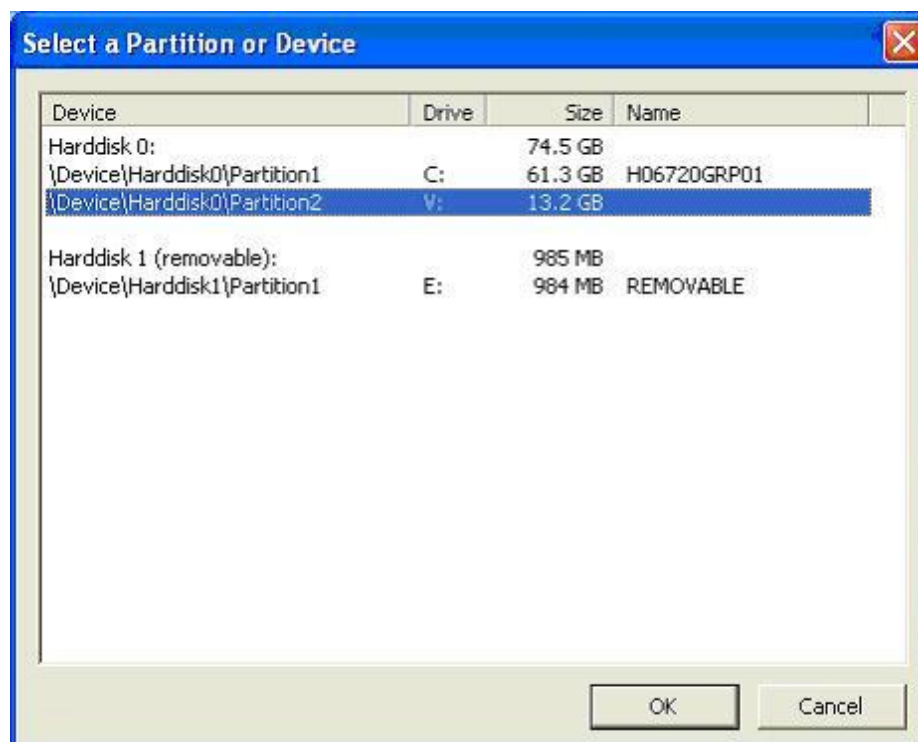 Select a Partition or Device
Device Drive Size Name
Harddisk 0: 74.5 GB
\Device\Harddisk0\Partition1 C: 61.3 GB H06720GRP01
\Device\Harddisk0\Partition2 V: 13.2 GB
Harddisk 1 (removable): 985 MB
\Device\Harddisk1\Partition1 E: 984 MB REMOVABLE
OK Cancel